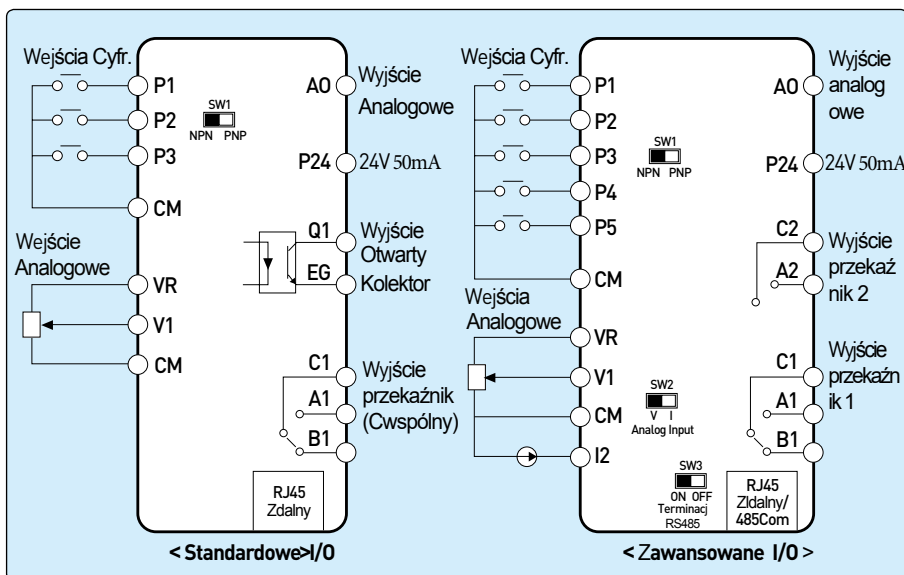 Wejścia Cyfr.
P1
P2
P3
CM
SW1
NPN PNP
Wejście
Analogowe
VR
V1
CM
AO
Wyjście
Analogowe
P24
24V 50mA
Q1
EG
Wyjście
Otwarty
Kolektor
C1
A1
B1
Wyjście
przekaźnik
(Cwspólny)
RJ45
Zdalny
< Standardowe>I/O
Wejścia Cyfr.
P1
P2
P3
P4
P5
CM
SW1
NPN PNP
Wejścia
Analogowe
VR
V1
CM
I2
SW2
V I
Analog Input
SW3
ON OFF
Terminacj
RS485
AO
Wyjście
analog
owe
P24
24V 50mA
C2
A2
Wyjście
przekaź
nik 2
C1
A1
B1
Wyjście
przekaźn
ik 1
RJ45
Zldalny/
485Com
< Zawansowane I/O >